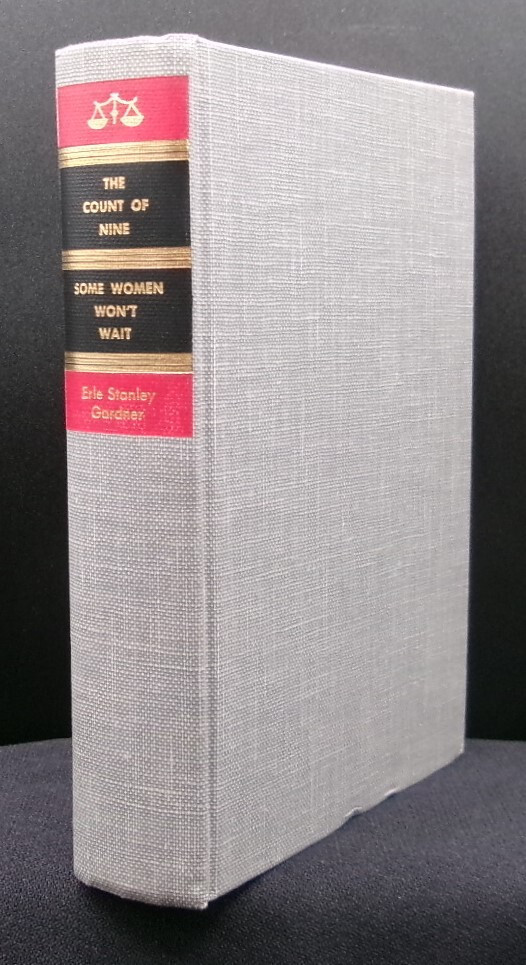 THE
COUNT OF
NINE
SOME WOMEN
WON'T
WAIT
Erle Stanley
Gardner